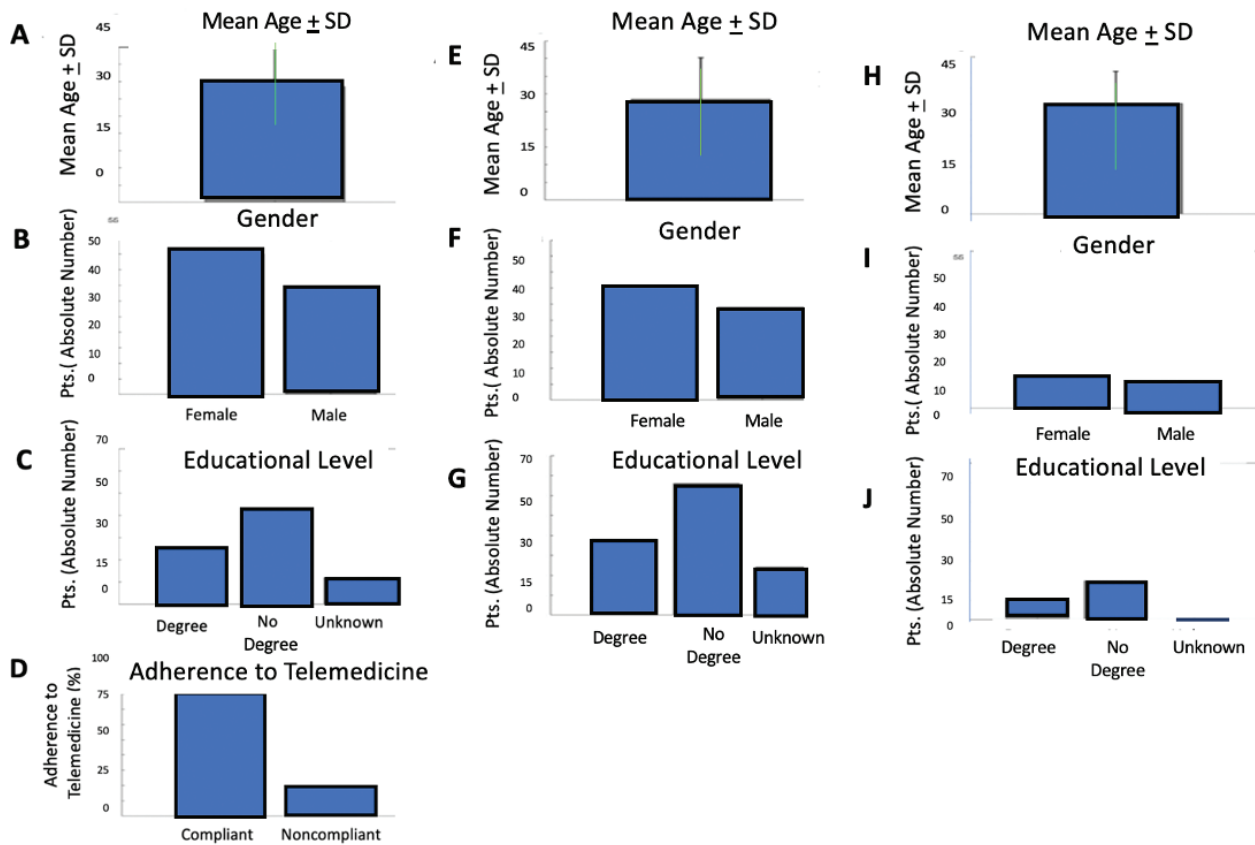 A
Mean Age + SD
Mean Age + SD
45
30
15
0
B
Gender
Pts.( Absolute Number)
55
50
40
30
20
10
0
Female Male
C
Educational Level
Pts. (Absolute Number)
70
50
30
15
0
Degree No Degree Unknown
D
Adherence to Telemedicine
Adherence to Telemedicine (%)
100
75
50
25
0
Compliant Noncompliant
E
Mean Age + SD
Mean Age + SD
45
30
15
0
F
Gender
Pts.( Absolute Number)
50
40
30
20
10
0
Female Male
G
Educational Level
Pts. (Absolute Number)
70
50
30
45
15
0
Degree No Degree Unknown
H
Mean Age + SD
Mean Age + SD
45
30
15
0
I
Gender
Pts.( Absolute Number)
55
50
40
30
20
10
0
Female Male
J
Educational Level
Pts. (Absolute Number)
70
50
30
15
0
Degree No Degree Unknown